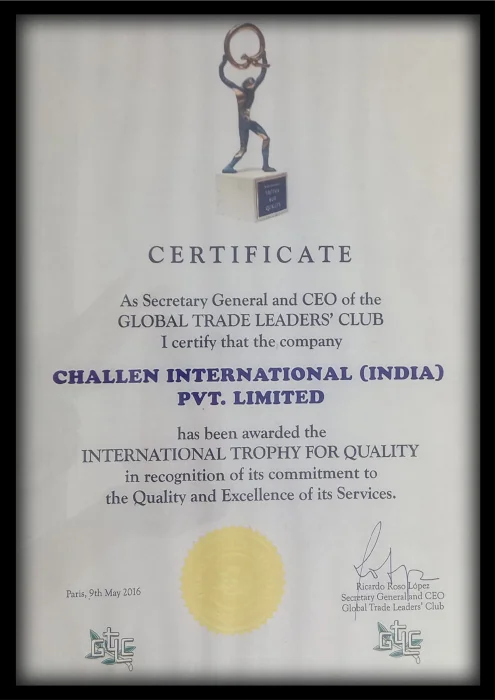 CERTIFICATE
As Secretary General and CEO of the
GLOBAL TRADE LEADERS' CLUB
I certify that the company
CHALLEN INTERNATIONAL (INDIA)
PVT. LIMITED
has been awarded the
INTERNATIONAL TROPHY FOR QUALITY
in recognition of its commitment to
the Quality and Excellence of its Services.
Ricardo Roso López
Paris, 9th May 2016
Secretary General and CEO
Global Trade Leaders' Club